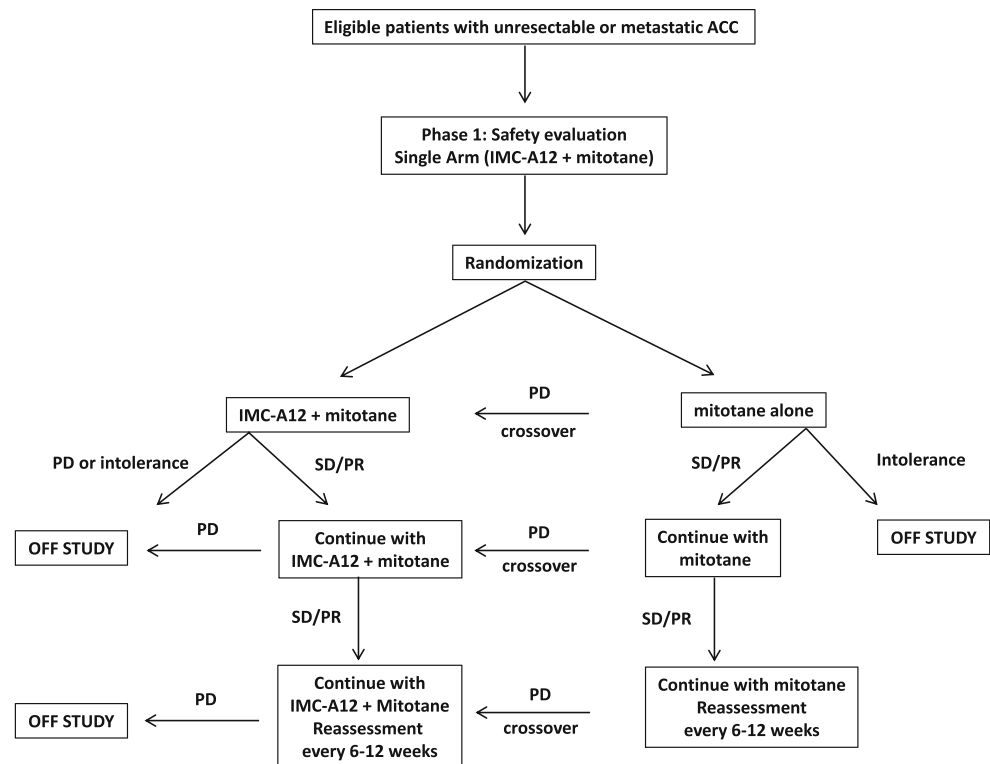 Eligible patients with unresectable or metastatic ACC
Phase 1: Safety evaluation
Single Arm (IMC-A12 + mitotane)
Randomization
IMC-A12 + mitotane
PD
crossover
mitotane alone
PD or intolerance
SD/PR
SD/PR
Intolerance
OFF STUDY
PD
Continue with
IMC-A12 + mitotane
PD
crossover
Continue with
mitotane
OFF STUDY
SD/PR
SD/PR
OFF STUDY
PD
Continue with
IMC-A12 + Mitotane
Reassessment
every 6-12 weeks
PD
crossover
Continue with mitotane
Reassessment
every 6-12 weeks